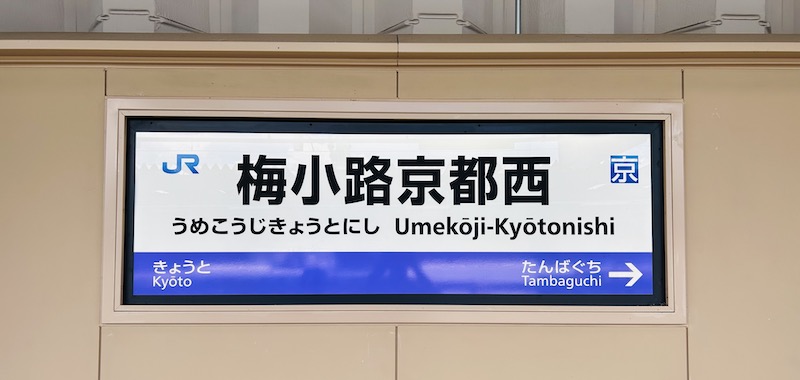 JR
梅小路京都西
京
うめこうじきょうとにし Umekōji-Kyōtonishi
きょうと たんばぐち →
Kyōto Tambaguchi